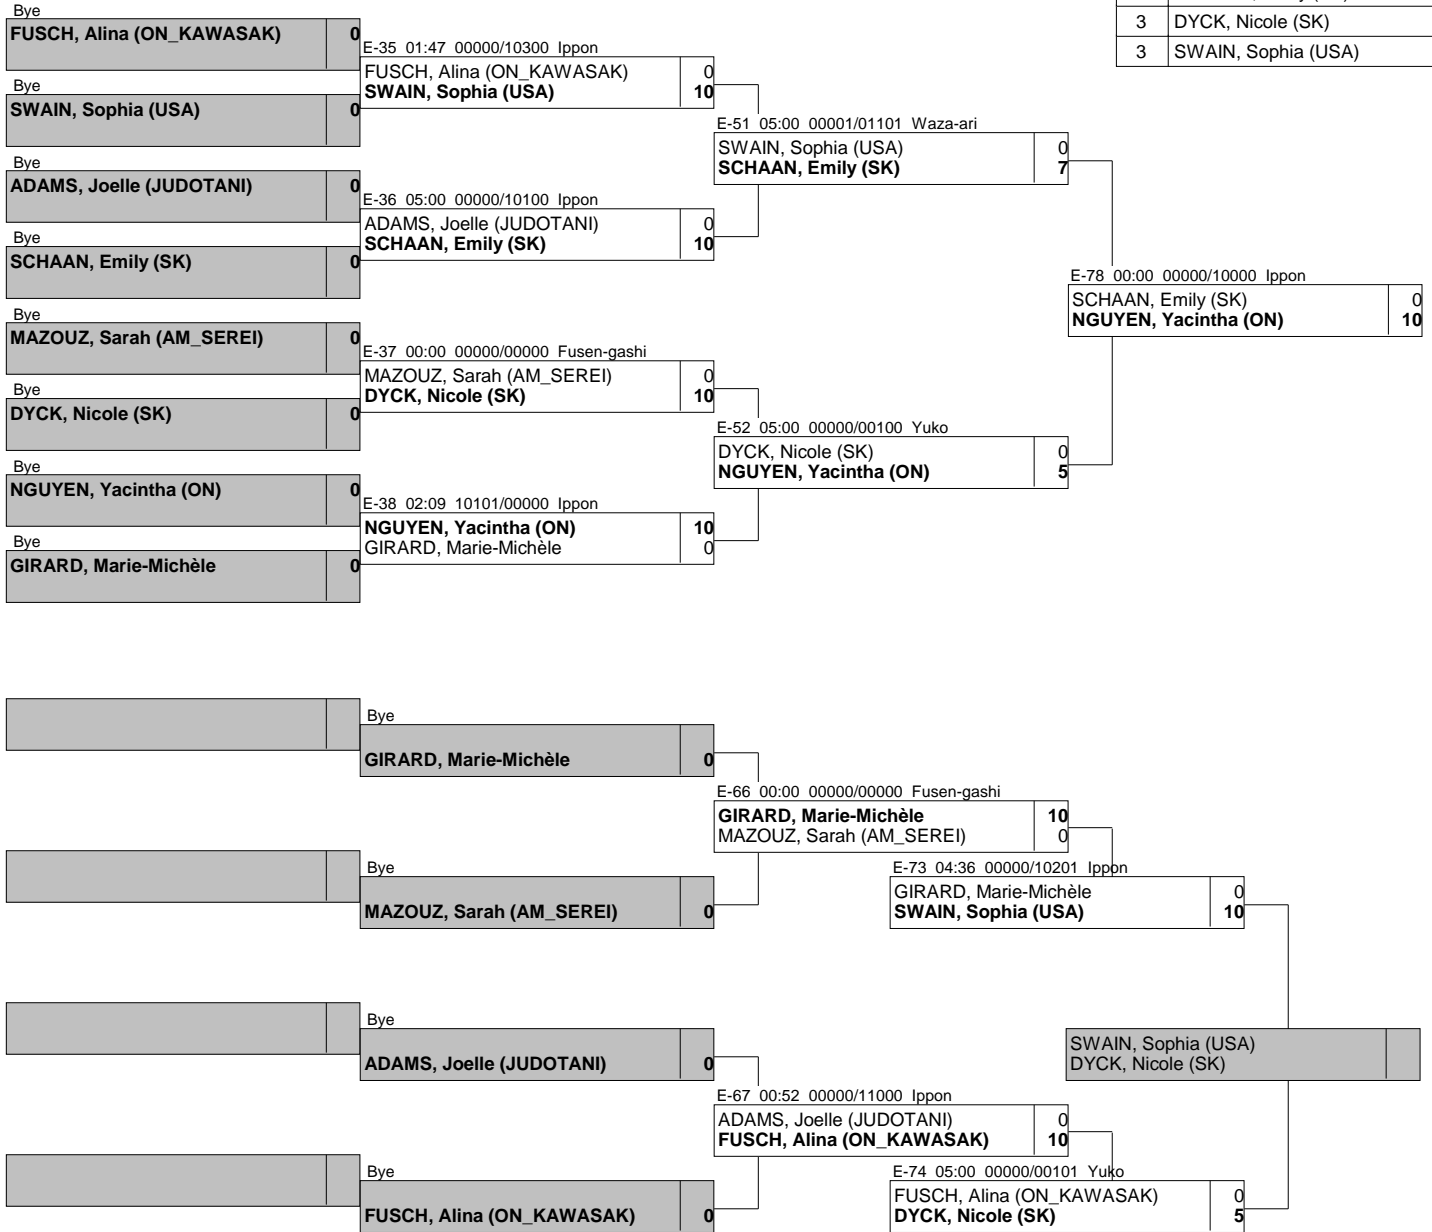 Bye
FUSCH, Alina (ON_KAWASAK) 0
Bye
SWAIN, Sophia (USA) 0
Bye
ADAMS, Joelle (JUDOTANI) 0
Bye
SCHAAN, Emily (SK) 0
Bye
MAZOUZ, Sarah (AM_SEREI) 0
Bye
DYCK, Nicole (SK) 0
Bye
NGUYEN, Yacintha (ON) 0
Bye
GIRARD, Marie-Michèle 0
E-35 01:47 00000/10300 Ippon
FUSCH, Alina (ON_KAWASAK) 0
SWAIN, Sophia (USA) 10
E-36 05:00 00000/10100 Ippon
ADAMS, Joelle (JUDOTANI) 0
SCHAAN, Emily (SK) 10
E-37 00:00 00000/00000 Fusen-gashi
MAZOUZ, Sarah (AM_SEREI) 0
DYCK, Nicole (SK) 10
E-38 02:09 10101/00000 Ippon
NGUYEN, Yacintha (ON) 10
GIRARD, Marie-Michèle 0
E-51 05:00 00001/01101 Waza-ari
SWAIN, Sophia (USA) 0
SCHAAN, Emily (SK) 7
E-52 05:00 00000/00100 Yuko
DYCK, Nicole (SK) 0
NGUYEN, Yacintha (ON) 5
3 DYCK, Nicole (SK)
3 SWAIN, Sophia (USA)
E-78 00:00 00000/10000 Ippon
SCHAAN, Emily (SK) 0
NGUYEN, Yacintha (ON) 10
Bye
GIRARD, Marie-Michèle 0
Bye
MAZOUZ, Sarah (AM_SEREI) 0
Bye
ADAMS, Joelle (JUDOTANI) 0
Bye
FUSCH, Alina (ON_KAWASAK) 0
E-66 00:00 00000/00000 Fusen-gashi
GIRARD, Marie-Michèle 10
MAZOUZ, Sarah (AM_SEREI) 0
E-73 04:36 00000/10201 Ippon
GIRARD, Marie-Michèle 0
SWAIN, Sophia (USA) 10
E-67 00:52 00000/11000 Ippon
ADAMS, Joelle (JUDOTANI) 0
FUSCH, Alina (ON_KAWASAK) 10
E-74 05:00 00000/00101 Yuko
FUSCH, Alina (ON_KAWASAK) 0
DYCK, Nicole (SK) 5
SWAIN, Sophia (USA)
DYCK, Nicole (SK)